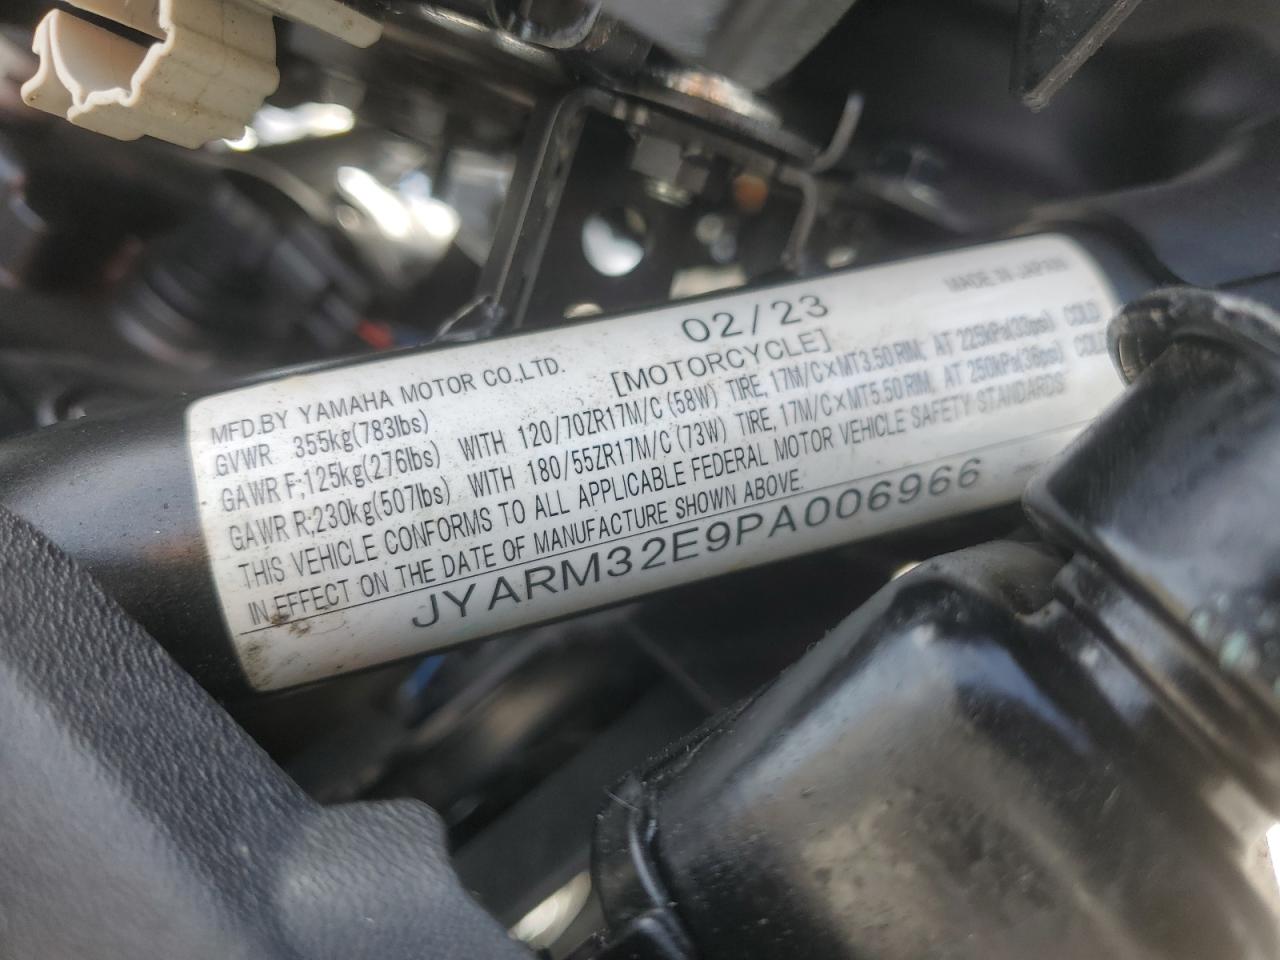 MFD.BY YAMAHA MOTOR CO.,LTD. 02/23 MADE IN JAPAN
GVWR 355kg(783lbs) [MOTORCYCLE]
GAWR F;125kg(276lbs) WITH 120/70ZR17M/C (58W) TIRE, 17M/C×MT3.50 RIM, AT 225kPa(33psi) COLD
GAWR R;230kg(507lbs) WITH 180/55ZR17M/C (73W) TIRE, 17M/C×MT5.50 RIM, AT 250kPa(36psi) COLD
THIS VEHICLE CONFORMS TO ALL APPLICABLE FEDERAL MOTOR VEHICLE SAFETY STANDARDS
IN EFFECT ON THE DATE OF MANUFACTURE SHOWN ABOVE.
JYARM32E9PA006966